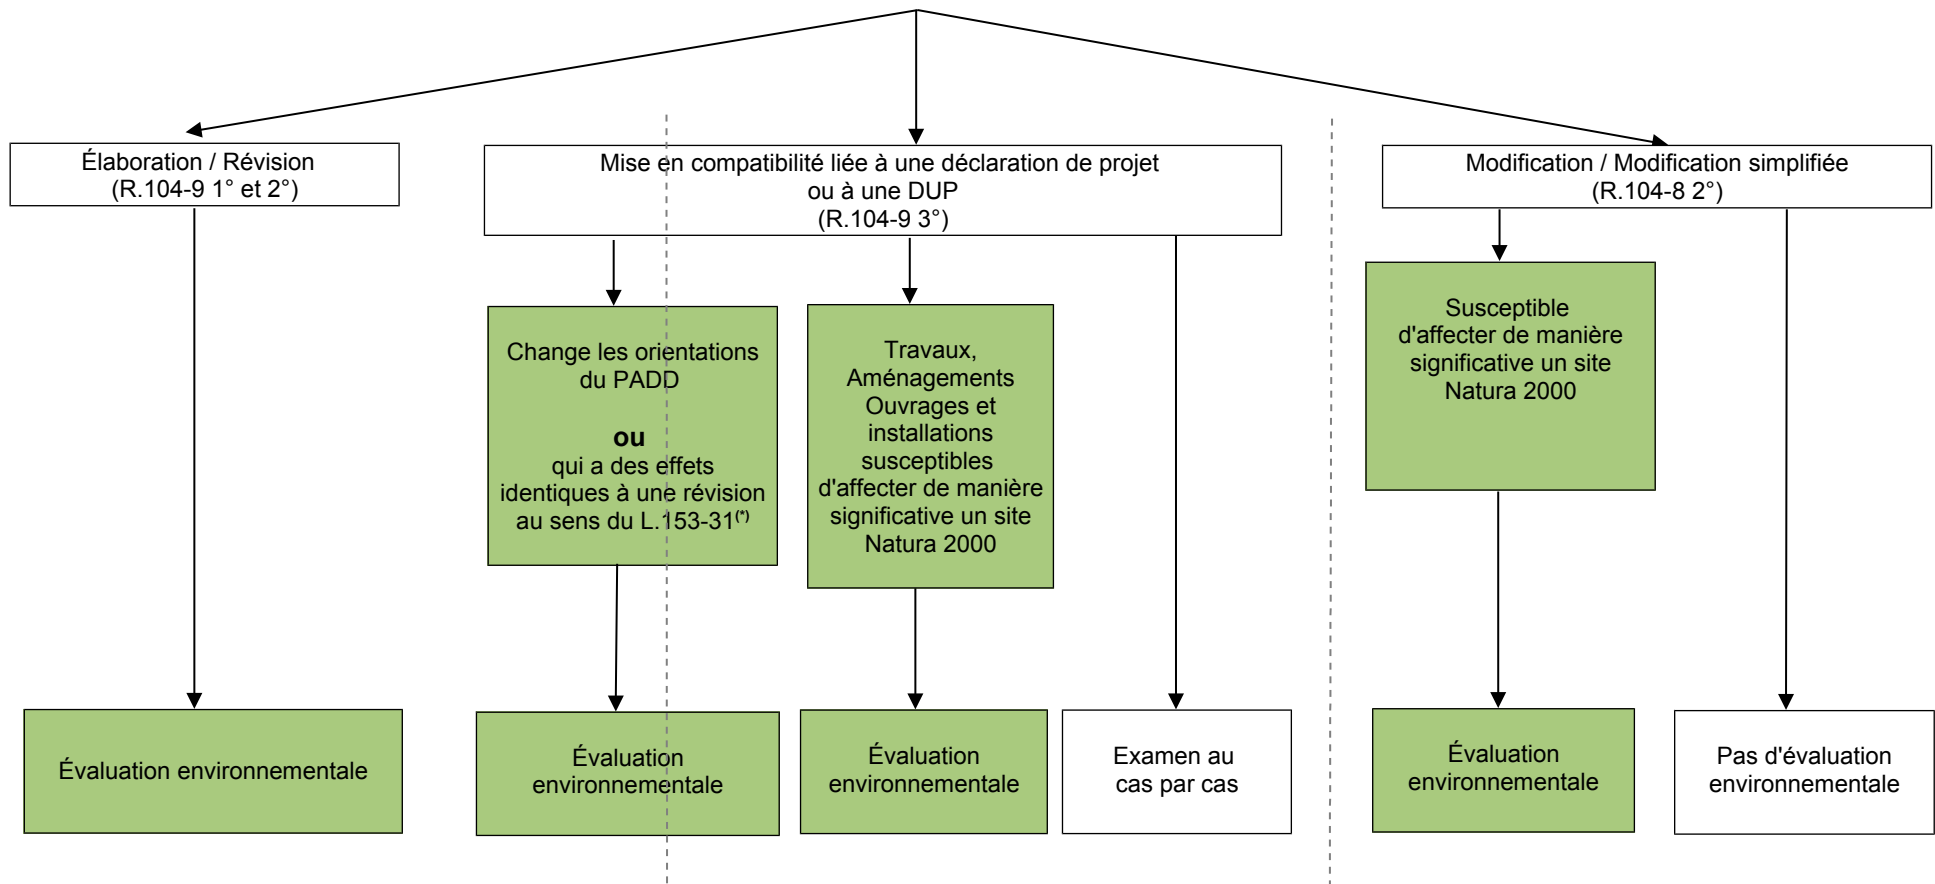 Élaboration / Révision
(R.104-9 1° et 2°)
Mise en compatibilité liée à une déclaration de projet
ou à une DUP
(R.104-9 3°)
Modification / Modification simplifiée
(R.104-8 2°)
Change les orientations
du PADD
ou
qui a des effets
identiques à une révision
au sens du L.153-31(*)
Travaux,
Aménagements
Ouvrages et
installations
susceptibles
d'affecter de manière
significative un site
Natura 2000
Susceptible
d'affecter de manière
significative un site
Natura 2000
Évaluation environnementale
Évaluation
environnementale
Évaluation
environnementale
Examen au
cas par cas
Évaluation
environnementale
Pas d'évaluation
environnementale